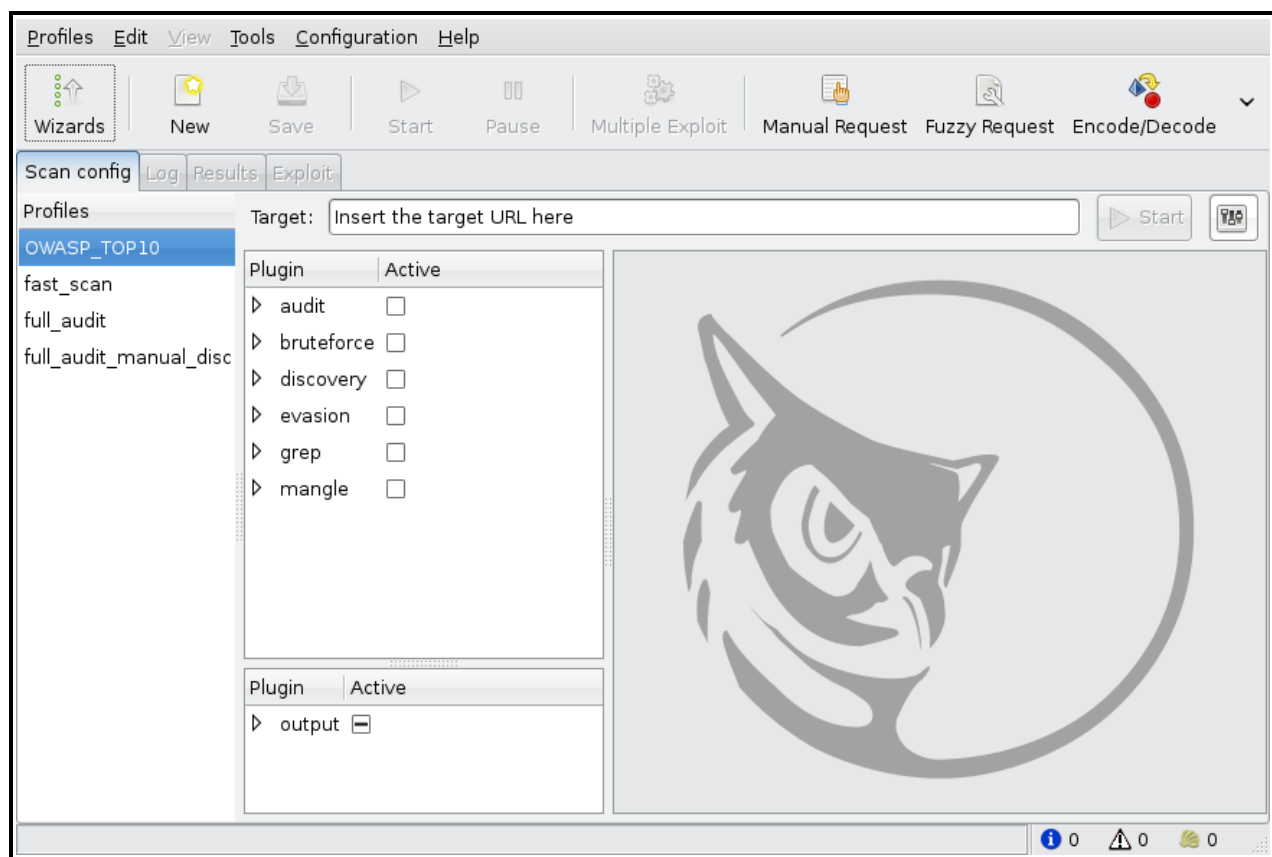 Profiles Edit View Tools Configuration Help
Wizards New Save Start Pause Multiple Exploit Manual Request Fuzzy Request Encode/Decode
Scan config Log Results Exploit
Profiles
OWASP_TOP10
fast_scan
full_audit
full_audit_manual_disc
Target: Insert the target URL here Start
Plugin Active
audit
bruteforce
discovery
evasion
grep
mangle
Plugin Active
output
0 0 0